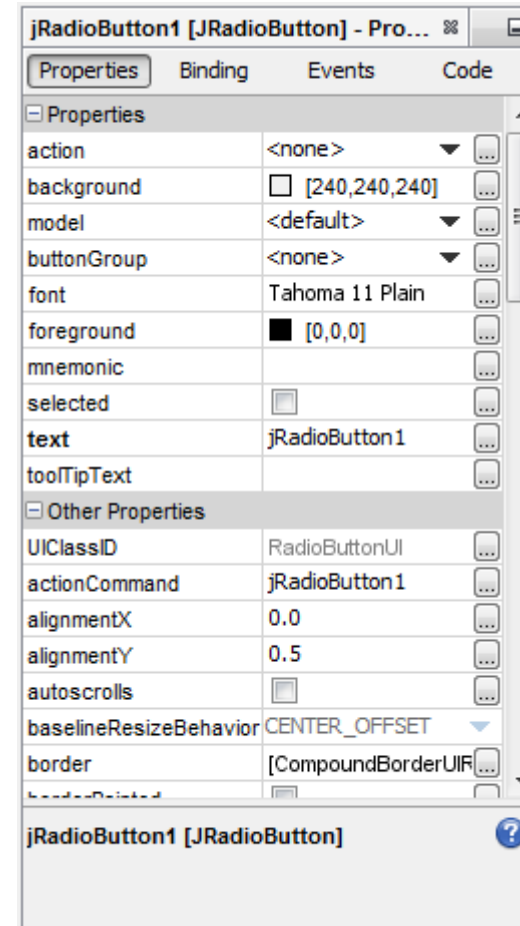 jRadioButton1 [JRadioButton] - Pro...
Properties Binding Events Code
Properties
action <none> ...
background [240,240,240] ...
model <default> ...
buttonGroup <none> ...
font Tahoma 11 Plain ...
foreground [0,0,0] ...
mnemonic ...
selected ...
text jRadioButton1 ...
toolTipText ...
Other Properties
UIClassID RadioButtonUI ...
actionCommand jRadioButton1 ...
alignmentX 0.0 ...
alignmentY 0.5 ...
autoscrolls ...
baselineResizeBehavior CENTER_OFFSET
border [CompoundBorderUIR ...
borderPainted
jRadioButton1 [JRadioButton] ?